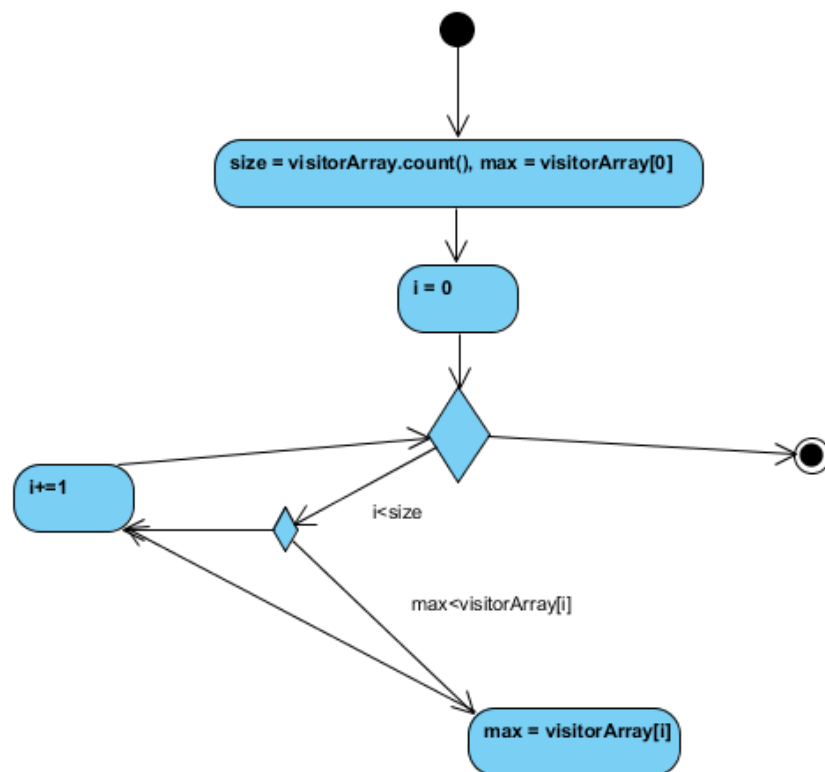 size = visitorArray.count(), max = visitorArray[0]
i = 0
i+=1
i<size
max<visitorArray[i]
max = visitorArray[i]